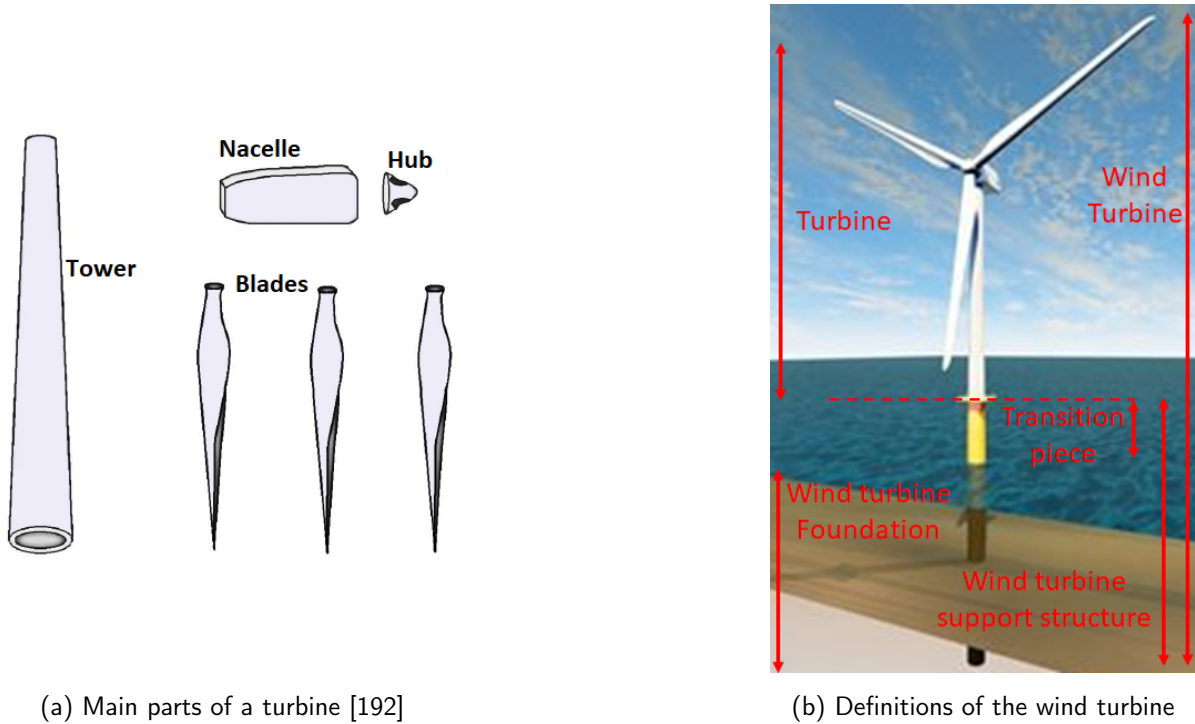 Nacelle
Hub
Tower
Blades
Turbine
Wind
Turbine
Transition
piece
Wind turbine
Foundation
Wind turbine
support structure
(a) Main parts of a turbine [192]
(b) Definitions of the wind turbine